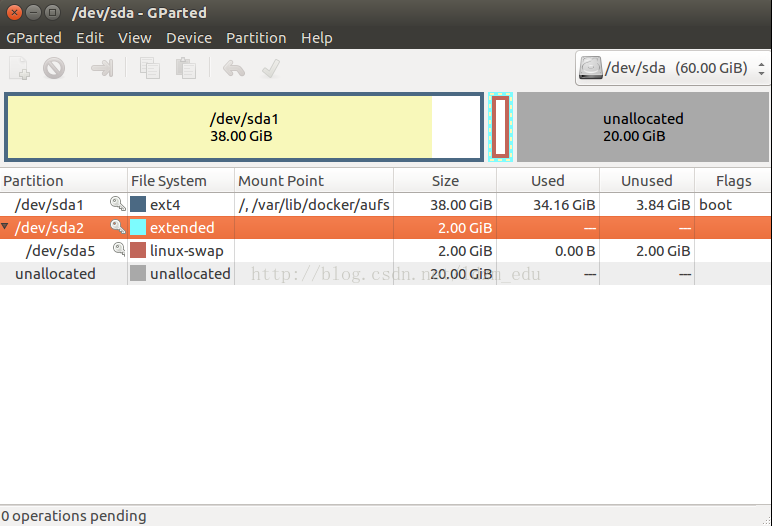 /dev/sda - GParted
GParted Edit View Device Partition Help
/dev/sda (60.00 GiB)
/dev/sda1
38.00 GiB
unallocated
20.00 GiB
Partition File System Mount Point Size Used Unused Flags
/dev/sda1 ext4 /, /var/lib/docker/aufs 38.00 GiB 34.16 GiB 3.84 GiB boot
/dev/sda2 extended 2.00 GiB --- ---
/dev/sda5 linux-swap 2.00 GiB 0.00 B 2.00 GiB
unallocated unallocated 20.00 GiB --- ---
http://blog.csdn.net
0 operations pending